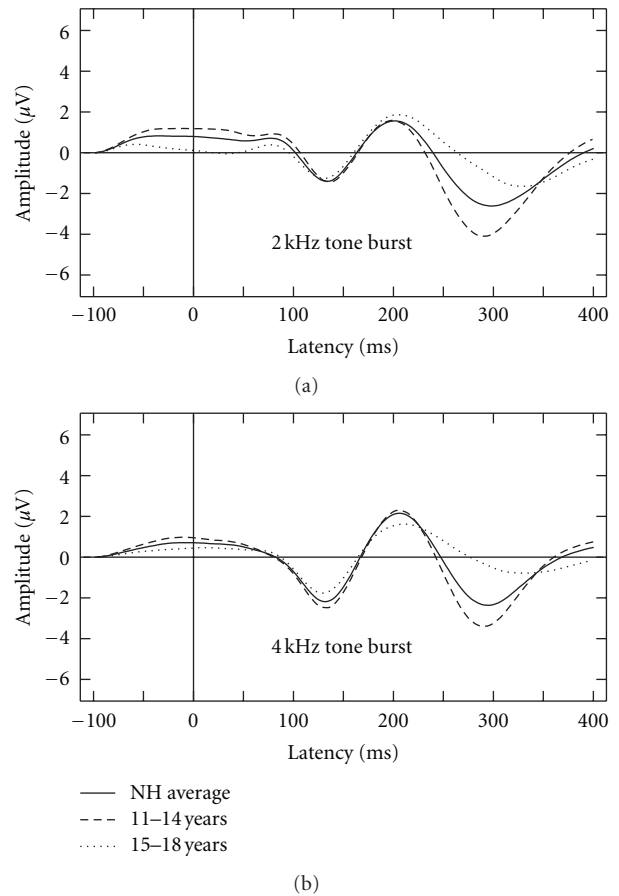 6
4
2
0
−2
−4
−6
Amplitude (μV)
2 kHz tone burst
−100 0 100 200 300 400
Latency (ms)
(a)
6
4
2
0
−2
−4
−6
Amplitude (μV)
4 kHz tone burst
−100 0 100 200 300 400
Latency (ms)
NH average
11–14 years
15–18 years
(b)